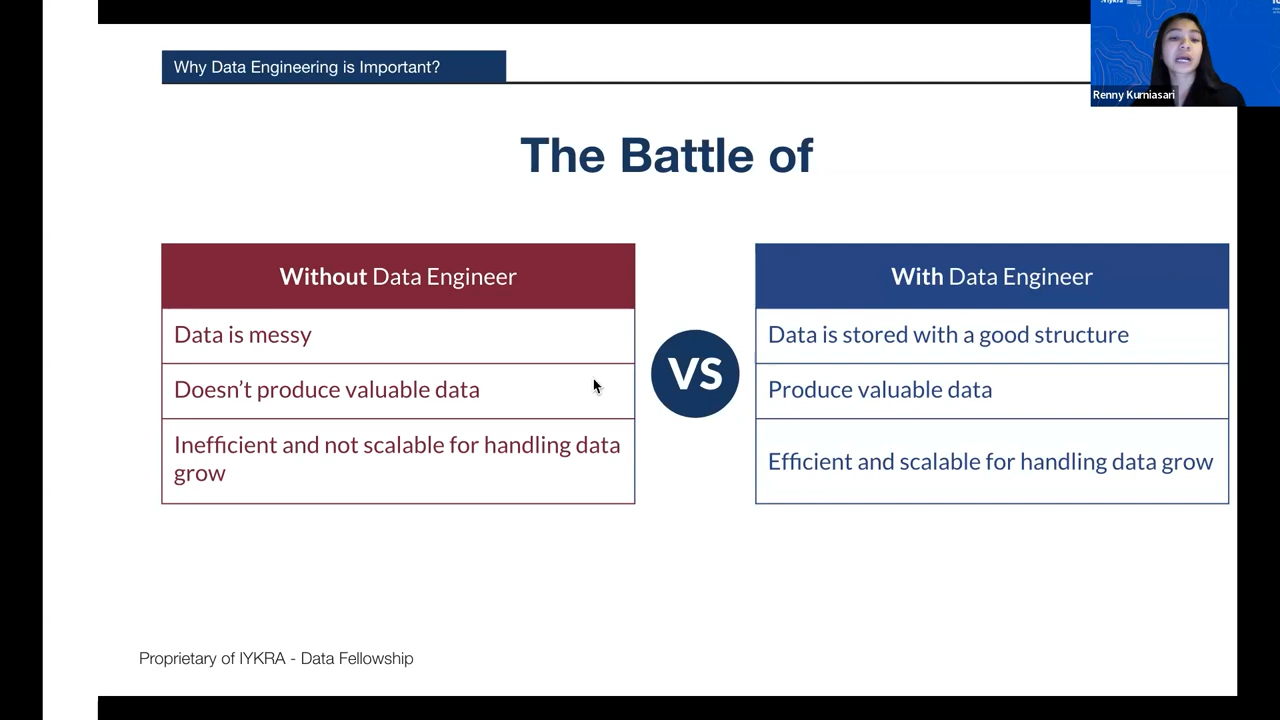 Why Data Engineering is Important?
Renny Kurniasari
The Battle of
Without Data Engineer
Data is messy
Doesn’t produce valuable data
Inefficient and not scalable for handling data
grow
VS
With Data Engineer
Data is stored with a good structure
Produce valuable data
Efficient and scalable for handling data grow
Proprietary of IYKRA - Data Fellowship